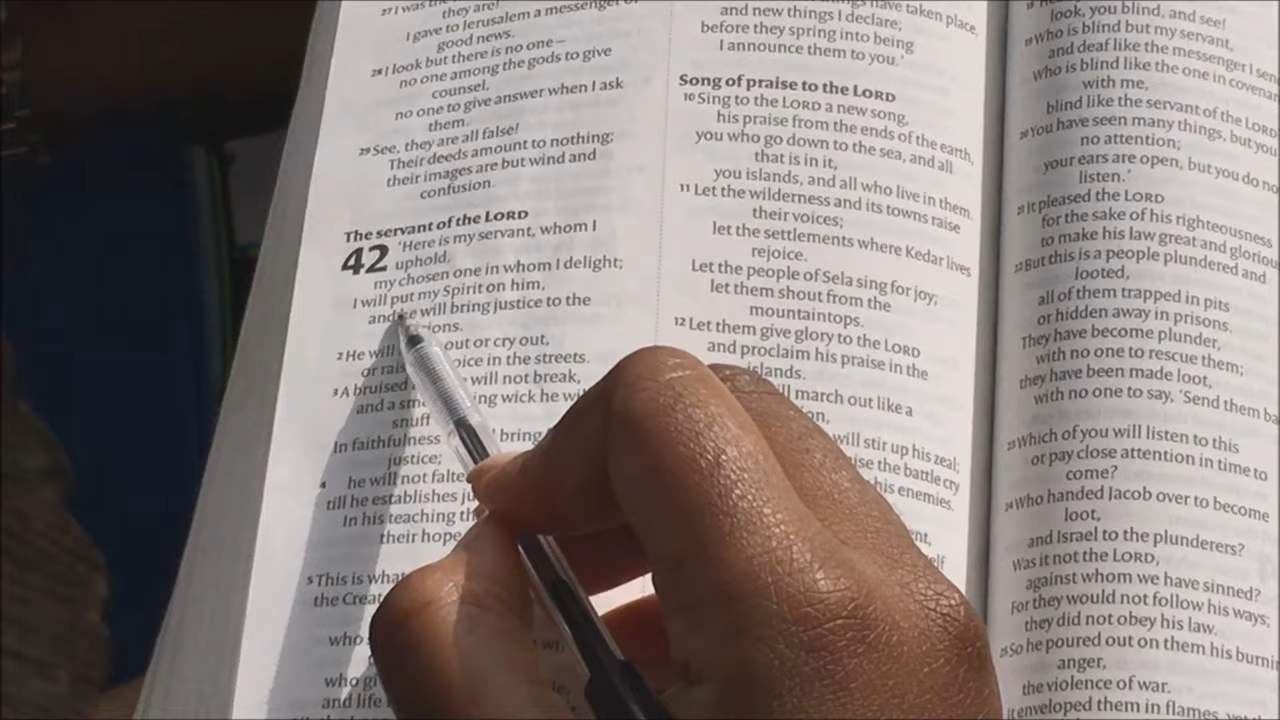 27 I was the
they are!
I gave to Jerusalem a messenger of
good news.
28 I look but there is no one –
no one among the gods to give
counsel,
no one to give answer when I ask
them.
29 See, they are all false!
Their deeds amount to nothing;
their images are but wind and
confusion.
The servant of the LORD
42 'Here is my servant, whom I
uphold,
my chosen one in whom I delight;
I will put my Spirit on him,
and he will bring justice to the
2 He will out or cry out,
or in the streets.
3 A bruised will not break,
and a wick he
snuff
In faithfulness bring
justice;
4 he will not
till he establishes
In his teaching
their hope
5 This is what
the
who
who
and life
have taken place,
and new things I declare;
before they spring into being
I announce them to you.'
Song of praise to the LORD
10 Sing to the LORD a new song,
his praise from the ends of the earth,
you who go down to the sea, and all
that is in it,
you islands, and all who live in them.
11 Let the wilderness and its towns raise
their voices;
let the settlements where Kedar lives
rejoice.
Let the people of Sela sing for joy;
let them shout from the
mountaintops.
12 Let them give glory to the LORD
and proclaim his praise in the
islands.
march out like a
will stir up his zeal;
the battle cry
his enemies.
look, you blind, and see!
19 Who is blind but my servant,
and deaf like the messenger I
Who is blind like the one in
with me,
blind like the servant of the LORD
20 You have seen many things, but you
no attention;
your ears are open, but you do
listen.'
21 It pleased the LORD
for the sake of his righteousness
to make his law great and
22 But this is a people plundered and
looted,
all of them trapped in pits
or hidden away in prisons.
They have become plunder,
with no one to rescue them;
they have been made loot,
with no one to say, 'Send them
23 Which of you will listen to this
or pay close attention in time to
come?
24 Who handed Jacob over to become
loot,
and Israel to the plunderers?
Was it not the LORD,
against whom we have sinned?
For they would not follow his ways;
they did not obey his law.
25 So he poured out on them his
anger,
the violence of war.
It enveloped them in flames,